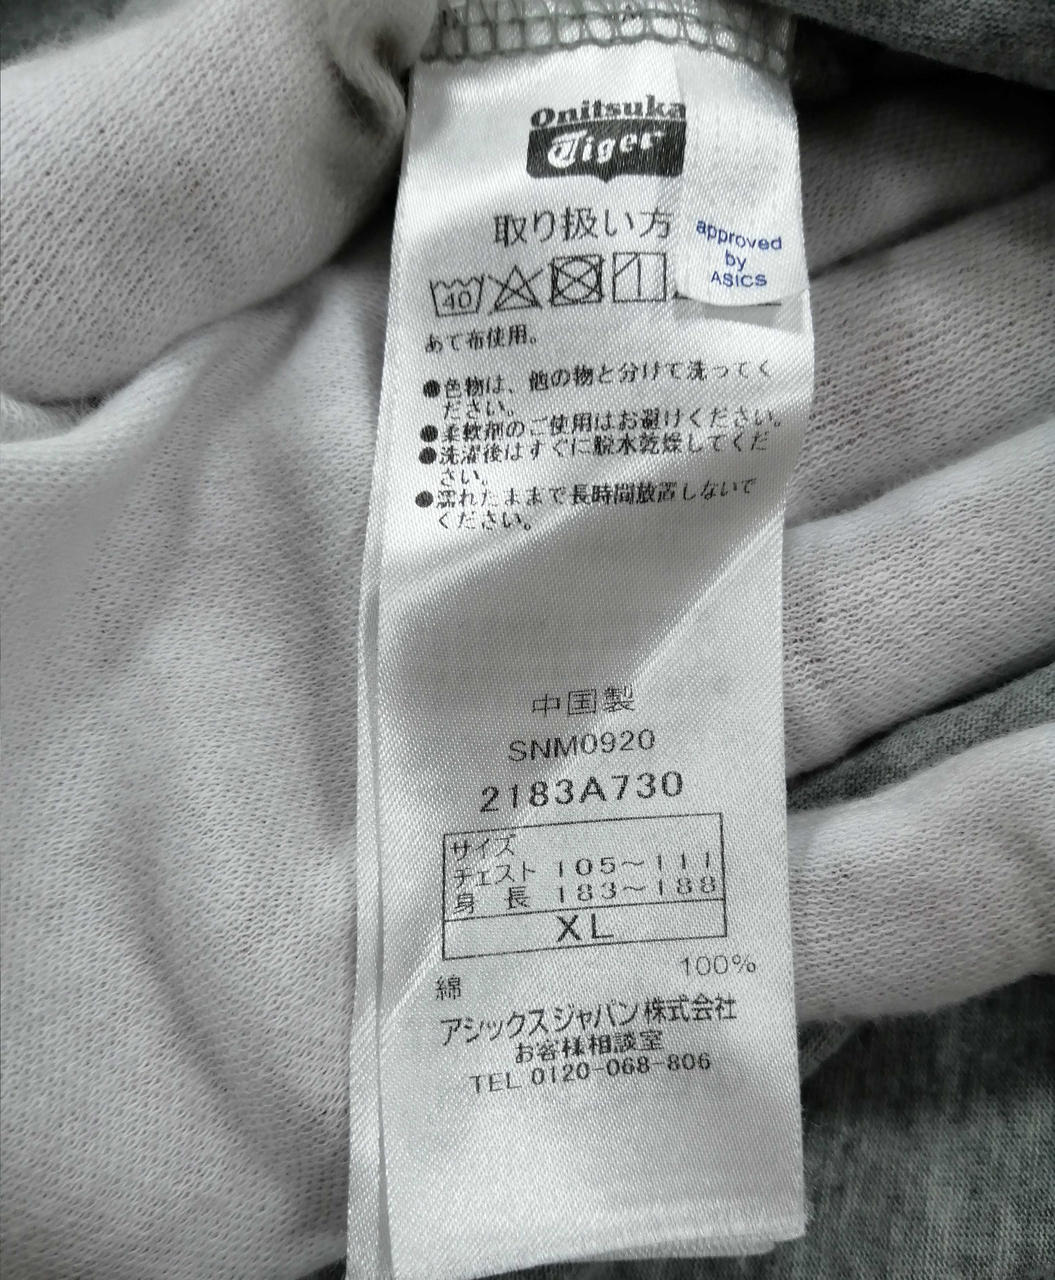 Onitsuka
Tiger
取り扱い方
approved
by
ASICS
40
あて布使用。
●色物は、他の物と分けて洗ってく
ださい。
●柔軟剤のご使用はお避けください。
●洗濯後はすぐに脱水乾燥してくだ
さい。
●濡れたままで長時間放置しないで
ください。
中国製
SNM0920
2183A730
サイズ
チェスト 105～111
身 長 183～188
XL
綿 100%
アシックスジャパン株式会社
お客様相談室
TEL 0120-068-806